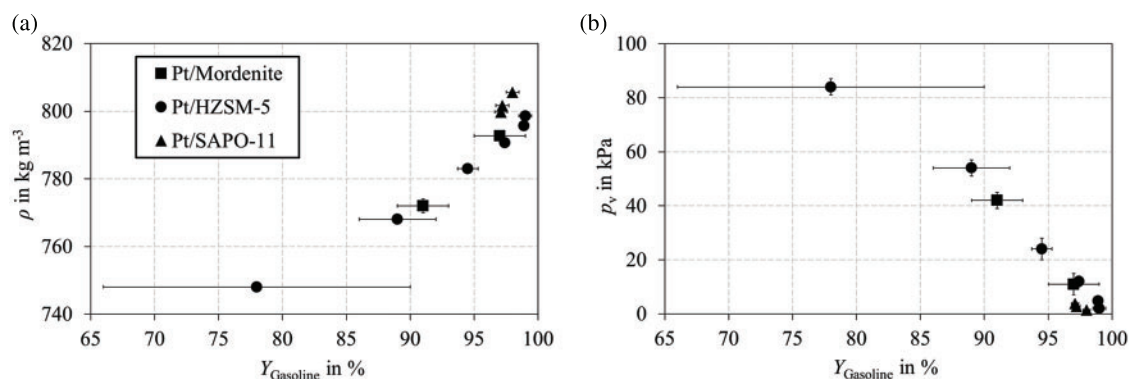 (a)
820
800
780
760
740
ρ in kg m⁻³
Pt/Mordenite
Pt/HZSM-5
Pt/SAPO-11
65 70 75 80 85 90 95 100
Y_Gasoline in %
(b)
100
80
60
40
20
0
p_v in kPa
65 70 75 80 85 90 95 100
Y_Gasoline in %